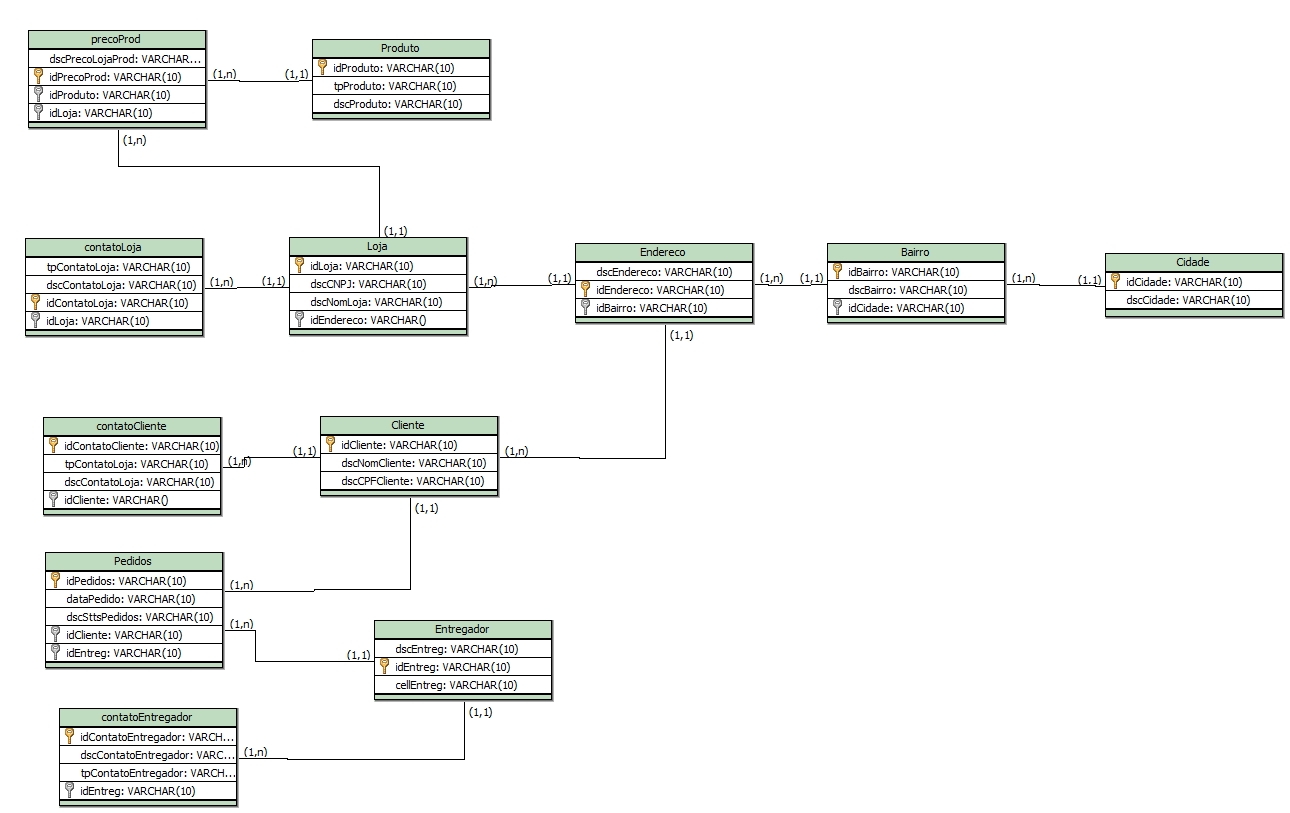 precoProd
dscPrecoLojaProd: VARCHAR...
idPrecoProd: VARCHAR(10)
idProduto: VARCHAR(10)
idLoja: VARCHAR(10)
(1,n)
(1,1)
Produto
idProduto: VARCHAR(10)
tpProduto: VARCHAR(10)
dscProduto: VARCHAR(10)
(1,n)
(1,1)
contatoLoja
tpContatoLoja: VARCHAR(10)
dscContatoLoja: VARCHAR(10)
idContatoLoja: VARCHAR(10)
idLoja: VARCHAR(10)
(1,n)
(1,1)
Loja
idLoja: VARCHAR(10)
dscCNPJ: VARCHAR(10)
dscNomLoja: VARCHAR(10)
idEndereco: VARCHAR()
(1,n)
(1,1)
Endereco
dscEndereco: VARCHAR(10)
idEndereco: VARCHAR(10)
idBairro: VARCHAR(10)
(1,n)
(1,1)
Bairro
idBairro: VARCHAR(10)
dscBairro: VARCHAR(10)
idCidade: VARCHAR(10)
(1,n)
(1,1)
Cidade
idCidade: VARCHAR(10)
dscCidade: VARCHAR(10)
(1,1)
contatoCliente
idContatoCliente: VARCHAR(10)
tpContatoLoja: VARCHAR(10)
dscContatoLoja: VARCHAR(10)
idCliente: VARCHAR()
(1,n)
(1,1)
Cliente
idCliente: VARCHAR(10)
dscNomCliente: VARCHAR(10)
dscCPFCliente: VARCHAR(10)
(1,n)
(1,1)
Pedidos
idPedidos: VARCHAR(10)
dataPedido: VARCHAR(10)
dscSttsPedidos: VARCHAR(10)
idCliente: VARCHAR(10)
idEntreg: VARCHAR(10)
(1,n)
(1,n)
(1,1)
Entregador
dscEntreg: VARCHAR(10)
idEntreg: VARCHAR(10)
cellEntreg: VARCHAR(10)
(1,1)
contatoEntregador
idContatoEntregador: VARCH...
dscContatoEntregador: VARC...
tpContatoEntregador: VARCH...
idEntreg: VARCHAR(10)
(1,n)